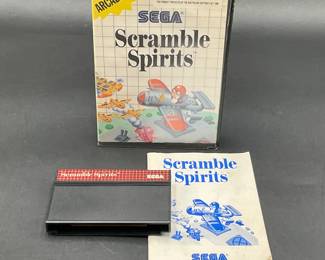 ARCADE
SEGA
Scramble
Spirits
"Scramble Spirits"
SEGA
Scramble
Spirits
SEGA